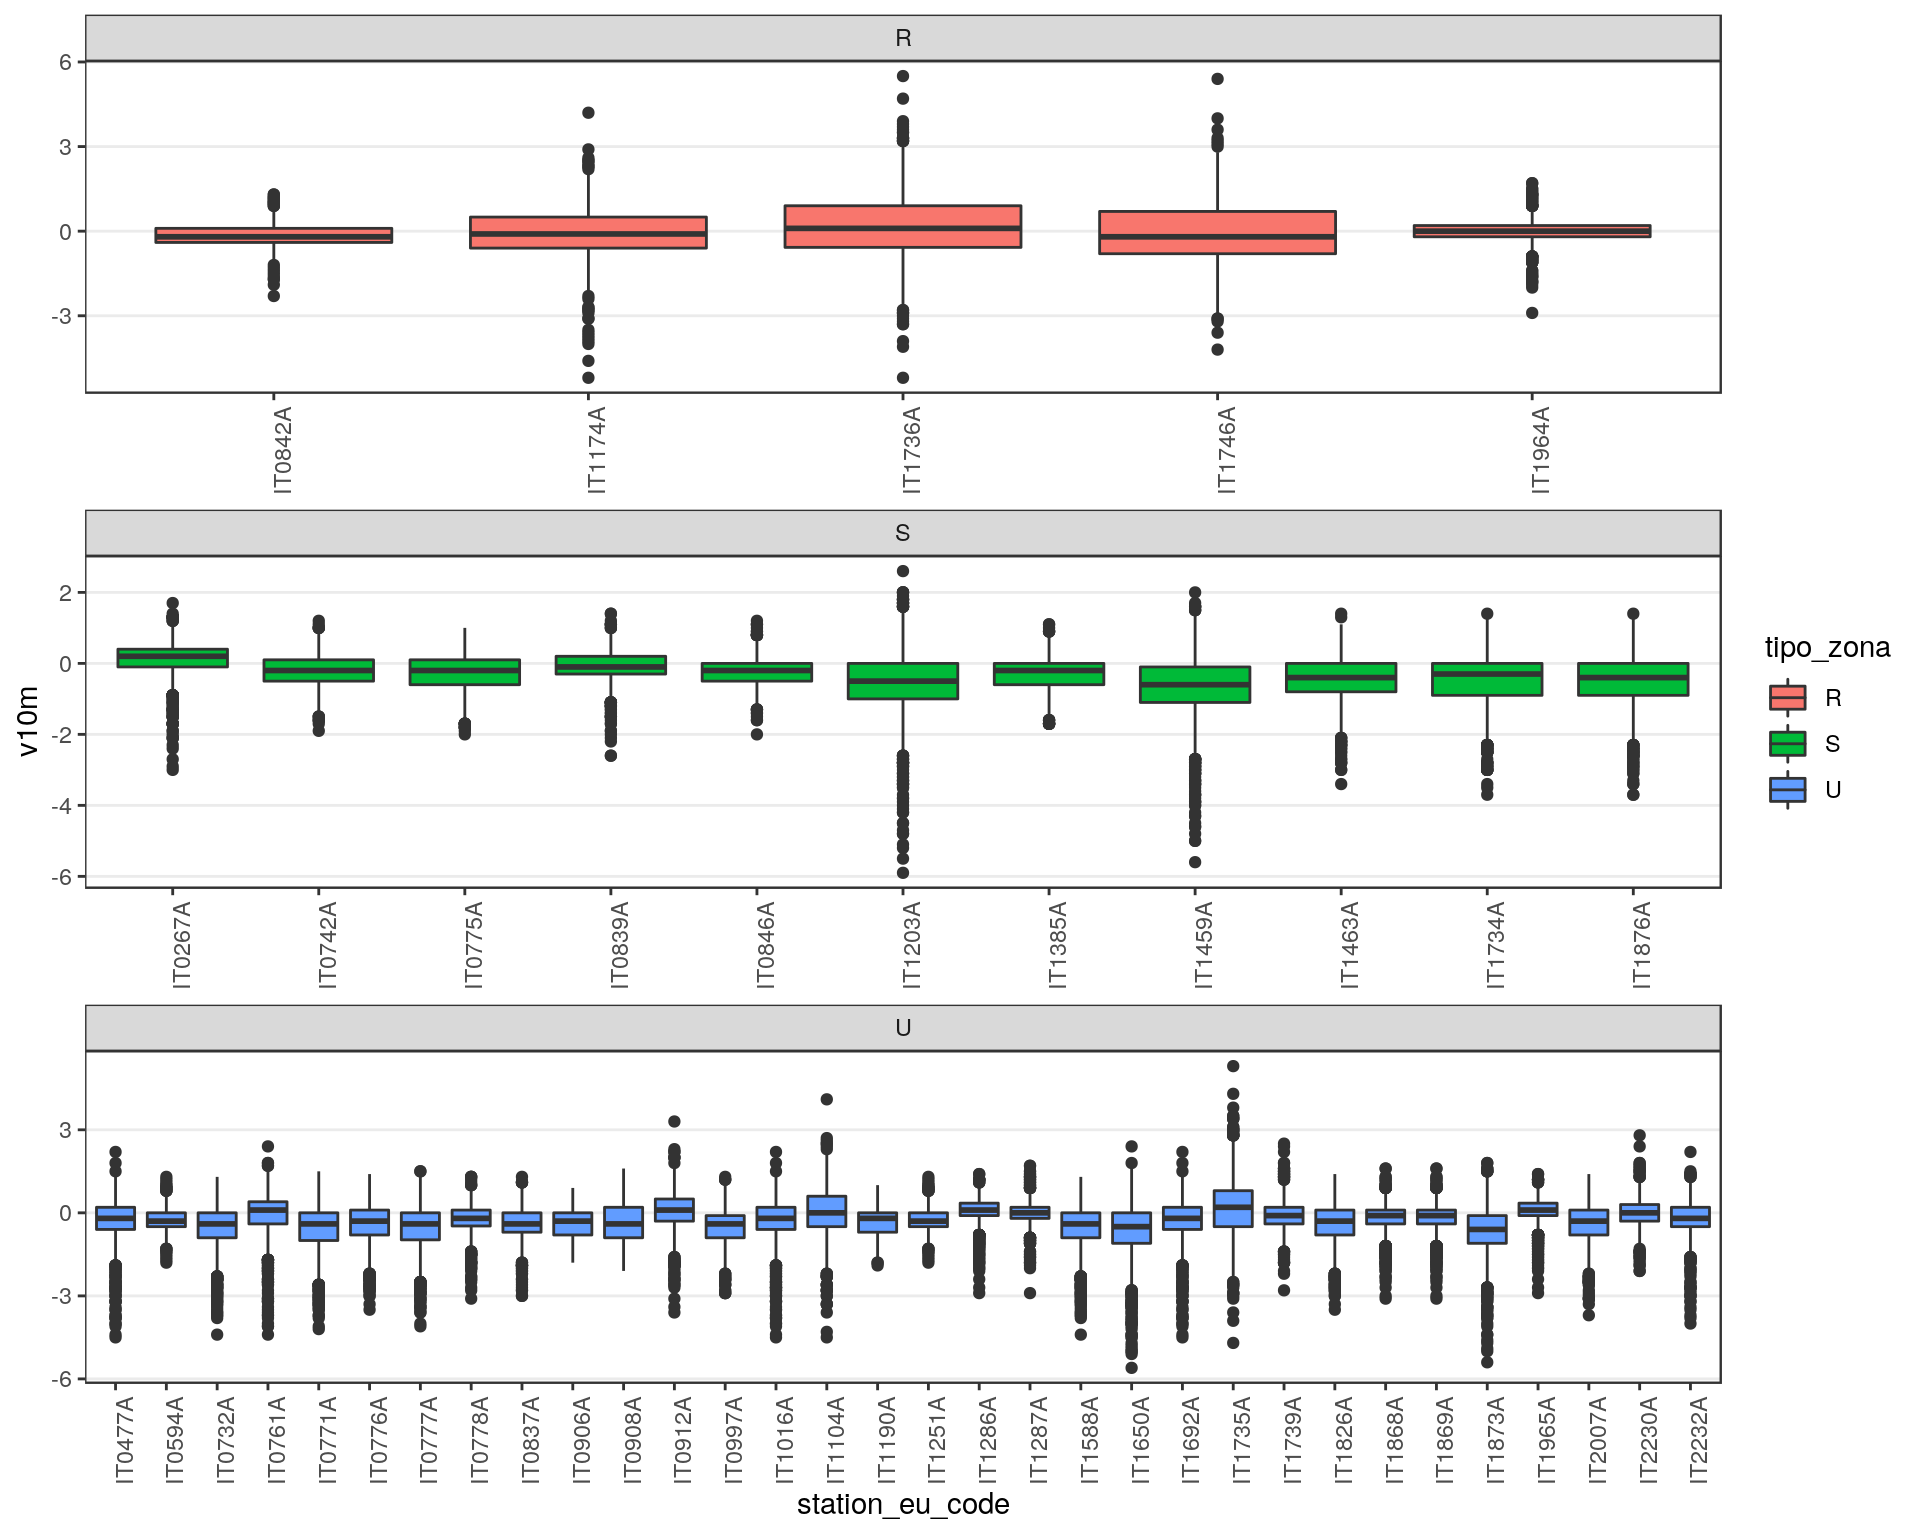 R
6
3
0
-3
IT0842A
IT1174A
IT1736A
IT1746A
IT1964A
S
2
0
-2
-4
-6
IT0267A
IT0742A
IT0775A
IT0839A
IT0846A
IT1203A
IT1385A
IT1459A
IT1463A
IT1734A
IT1876A
v10m
U
3
0
-3
-6
IT0477A
IT0594A
IT0732A
IT0761A
IT0771A
IT0776A
IT0777A
IT0778A
IT0837A
IT0906A
IT0908A
IT0912A
IT0997A
IT1016A
IT1104A
IT1190A
IT1251A
IT1286A
IT1287A
IT1588A
IT1650A
IT1692A
IT1735A
IT1739A
IT1826A
IT1868A
IT1869A
IT1873A
IT1965A
IT2007A
IT2230A
IT2232A
station_eu_code
tipo_zona
R
S
U